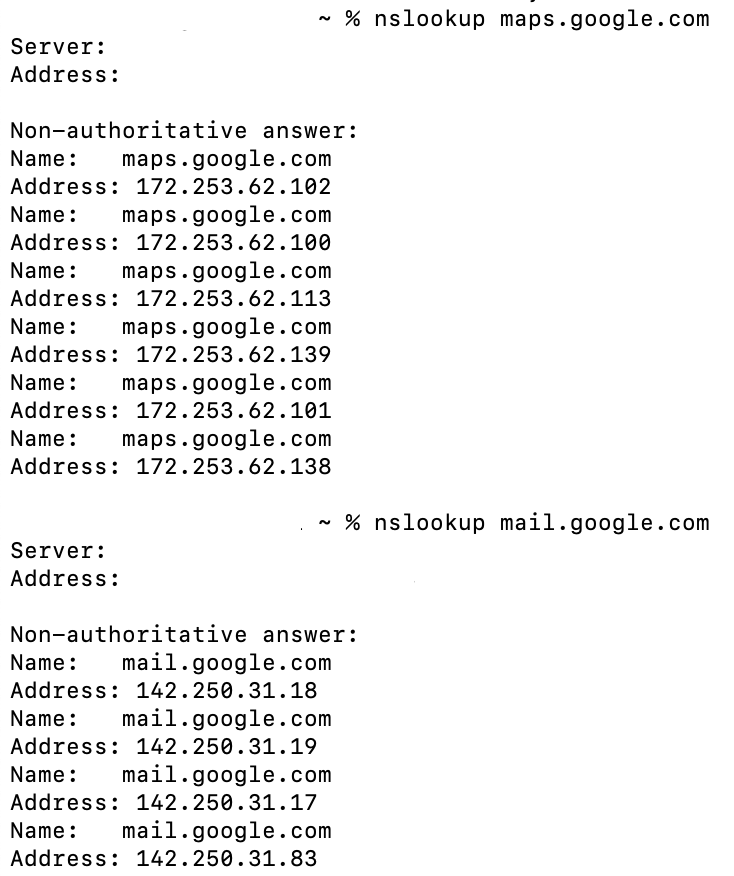 ~ % nslookup maps.google.com
Server:
Address:
Non-authoritative answer:
Name: maps.google.com
Address: 172.253.62.102
Name: maps.google.com
Address: 172.253.62.100
Name: maps.google.com
Address: 172.253.62.113
Name: maps.google.com
Address: 172.253.62.139
Name: maps.google.com
Address: 172.253.62.101
Name: maps.google.com
Address: 172.253.62.138
~ % nslookup mail.google.com
Server:
Address:
Non-authoritative answer:
Name: mail.google.com
Address: 142.250.31.18
Name: mail.google.com
Address: 142.250.31.19
Name: mail.google.com
Address: 142.250.31.17
Name: mail.google.com
Address: 142.250.31.83